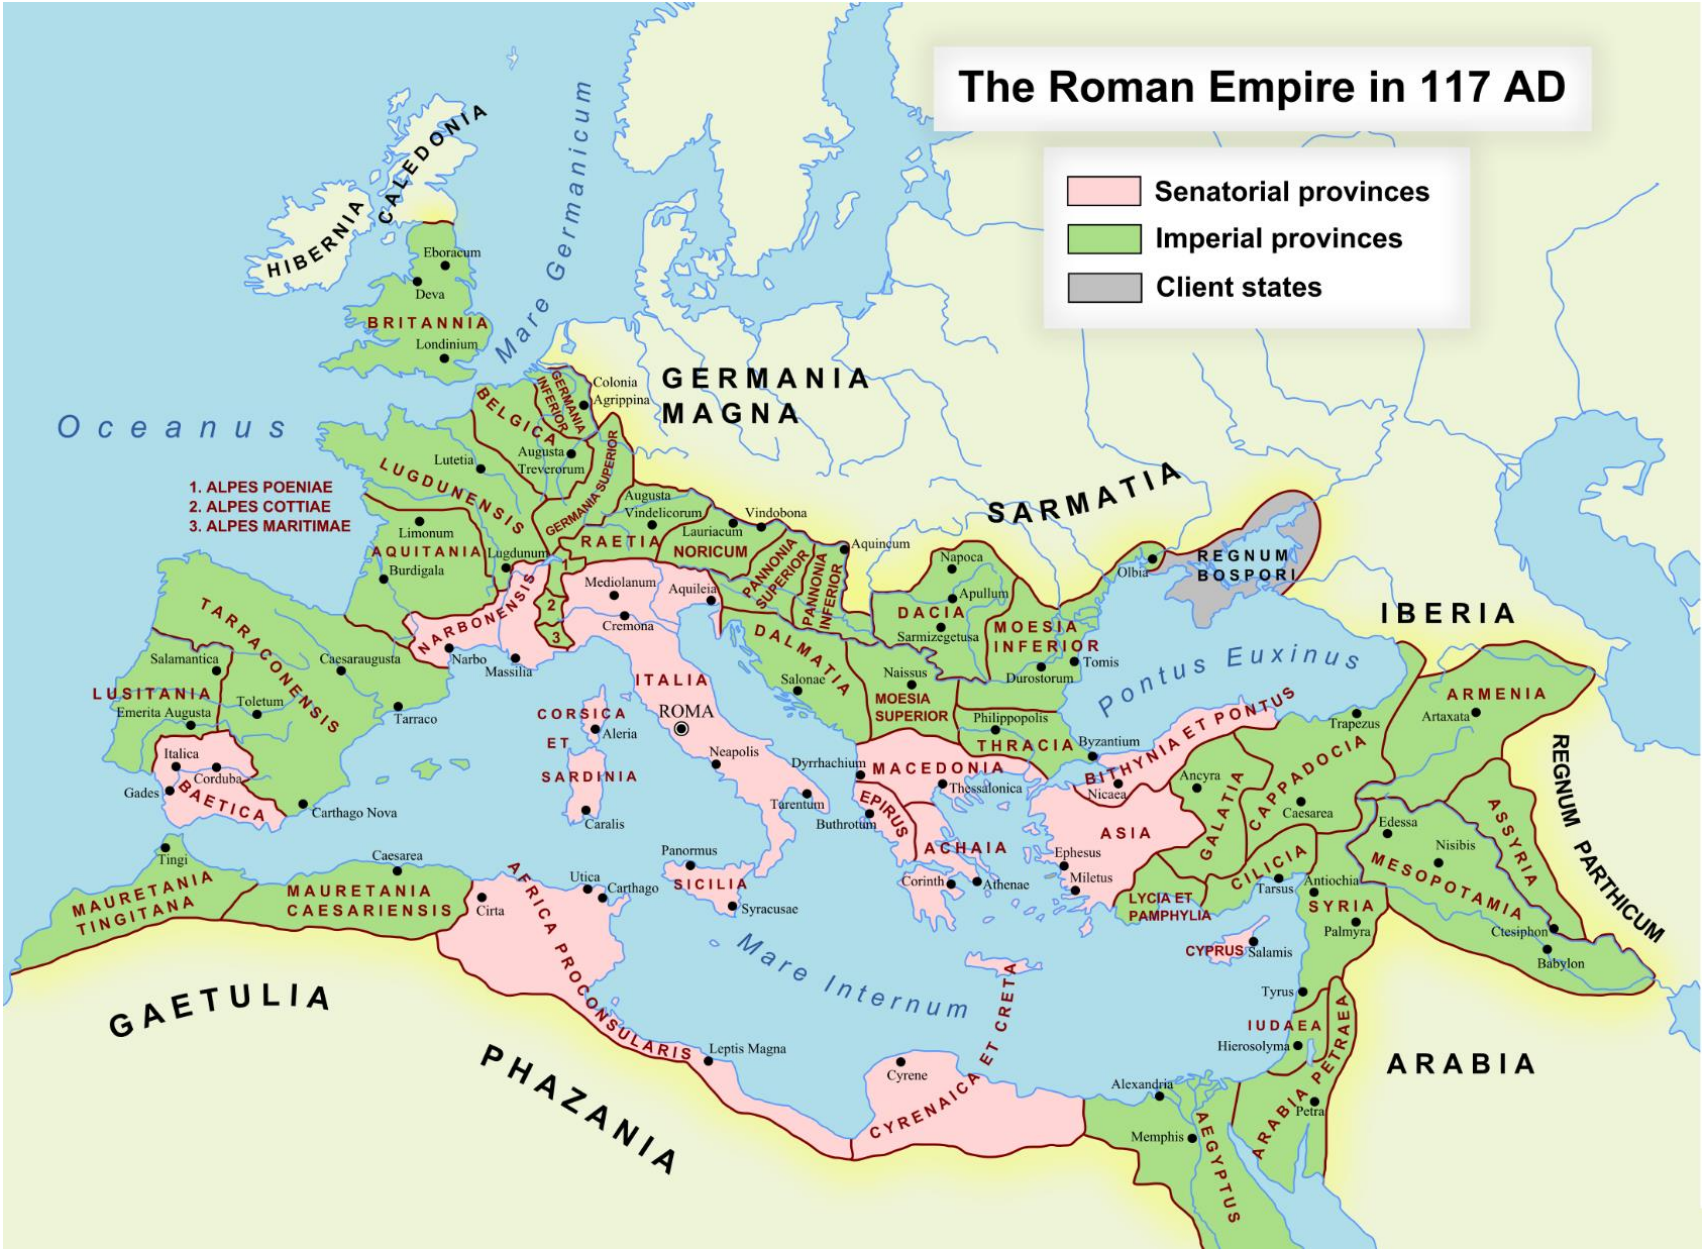 The Roman Empire in 117 AD
Senatorial provinces
Imperial provinces
Client states
CALEDONIA
HIBERNIA
Mare Germanicum
Eboracum
Deva
BRITANNIA
Londinium
Oceanus
GERMANIA
MAGNA
SARMATIA
1. ALPES POENIAE
2. ALPES COTTIAE
3. ALPES MARITIMAE
GERMANIA
INFERIOR
Colonia
Agrippina
BELGICA
Augusta
Treverorum
Lutetia
LUGDUNENSIS
GERMANIA SUPERIOR
Limonum
AQUITANIA
Burdigala
Lugdunum
NARBONENSIS
Narbo
Massilia
1
2
3
Augusta
Vindelicorum
RAETIA
Lauriacum
NORICUM
Vindobona
PANNONIA
SUPERIOR
PANNONIA
INFERIOR
Aquincum
Mediolanum
Cremona
Aquileia
ITALIA
ROMA
Neapolis
Tarentum
CORSICA
ET
SARDINIA
Aleria
Caralis
Panormus
SICILIA
Syracusae
DALMATIA
Salonae
Napoca
Apullum
DACIA
Sarmizegetusa
MOESIA
INFERIOR
Tomis
Durostorum
Naissus
MOESIA
SUPERIOR
Philippopolis
THRACIA
Byzantium
Olbia
REGNUM
BOSPORI
IBERIA
Pontus Euxinus
Dyrrhachium
MACEDONIA
Thessalonica
EPIRUS
Buthrotum
ACHAIA
Corinth
Athenae
BITHYNIA ET PONTUS
Nicaea
ASIA
Ephesus
Miletus
Ancyra
GALATIA
CAPPADOCIA
Caesarea
Trapezus
LYCIA ET
PAMPHYLIA
CILICIA
Tarsus
ARMENIA
Artaxata
REGNUM PARTHICUM
ASSYRIA
Edessa
Nisibis
MESOPOTAMIA
Ctesiphon
Babylon
Antiochia
SYRIA
Palmyra
CYPRUS
Salamis
Tyrus
IUDAEA
Hierosolyma
ARABIA PETRAEA
Petra
ARABIA
TARRACONENSIS
Salamantica
LUSITANIA
Emerita Augusta
Toletum
Caesaraugusta
Tarraco
Italica
Corduba
Gades
BAETICA
Carthago Nova
Tingi
MAURETANIA
TINGITANA
Caesarea
MAURETANIA
CAESARIENSIS
Cirta
Utica
Carthago
AFRICA PROCONSULARIS
Leptis Magna
Mare Internum
GAETULIA
PHAZANIA
Cyrene
CYRENAICA ET CRETA
Alexandria
Memphis
AEGYPTUS